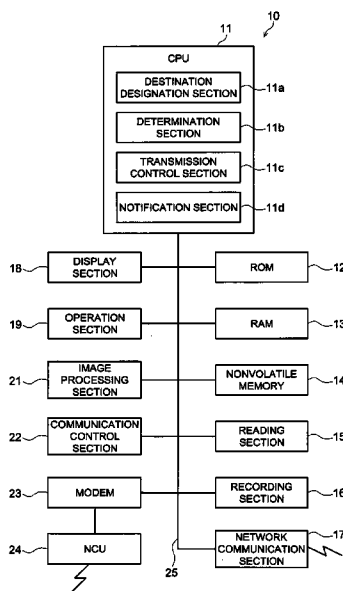 10
11
CPU
DESTINATION
DESIGNATION SECTION
11a
DETERMINATION
SECTION
11b
TRANSMISSION
CONTROL SECTION
11c
NOTIFICATION SECTION
11d
18
DISPLAY
SECTION
ROM
12
19
OPERATION
SECTION
RAM
13
21
IMAGE
PROCESSING
SECTION
NONVOLATILE
MEMORY
14
22
COMMUNICATION
CONTROL
SECTION
READING
SECTION
15
23
MODEM
RECORDING
SECTION
16
24
NCU
25
NETWORK
COMMUNICATION
SECTION
17